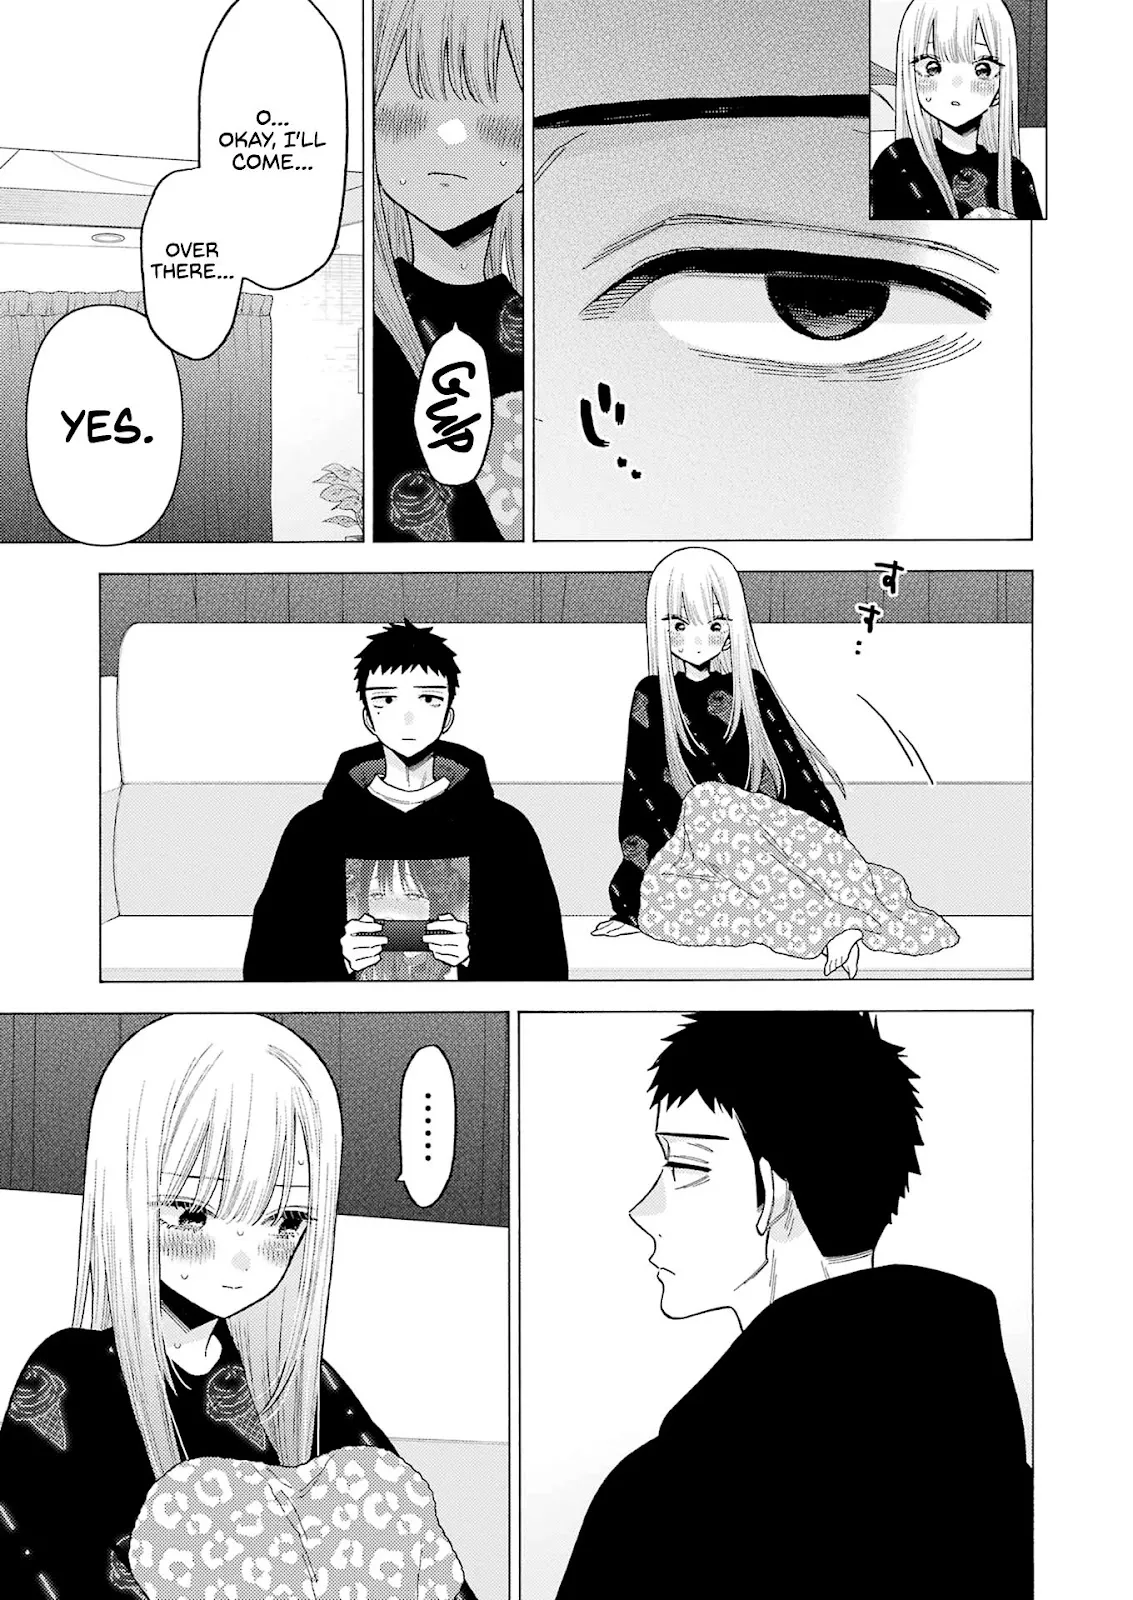 じ…
GULP
O...
OKAY, I'LL
COME...
OVER
THERE...
YES.
す
す…
......